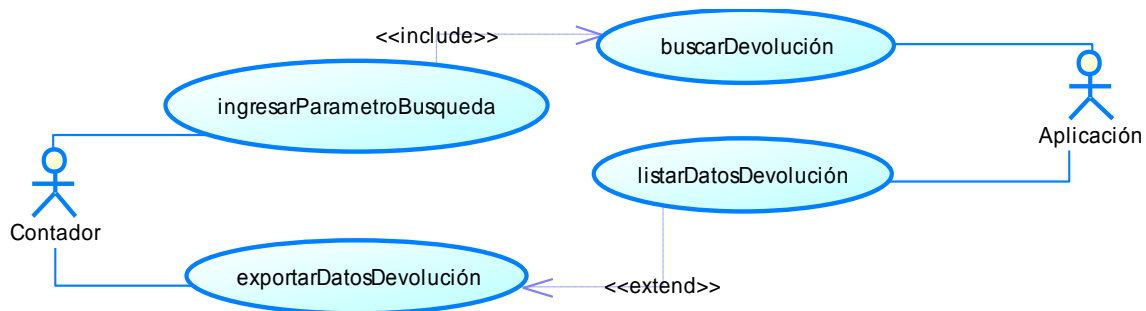 <<include>>
buscarDevolución
ingresarParametroBusqueda
Aplicación
listarDatosDevolución
Contador
exportarDatosDevolución
<<extend>>